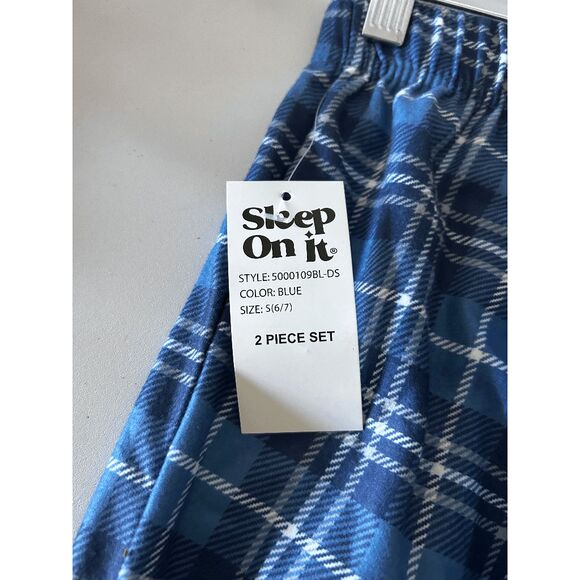 Sleep
On it®
STYLE: 5000109BL-DS
COLOR: BLUE
SIZE: S(6/7)
2 PIECE SET